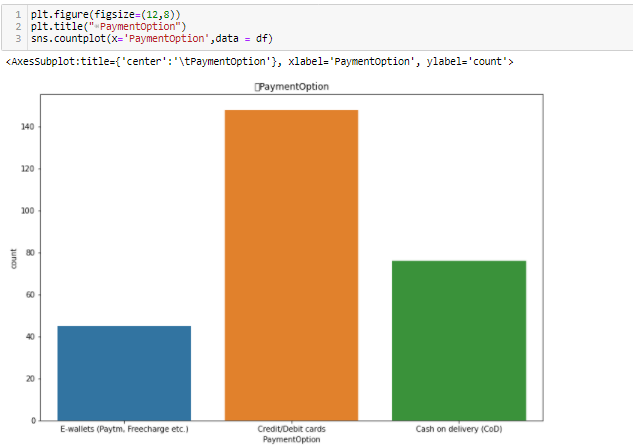 1 plt.figure(figsize=(12,8))
2 plt.title("	PaymentOption")
3 sns.countplot(x='PaymentOption',data = df)
<AxesSubplot:title={'center':'\tPaymentOption'}, xlabel='PaymentOption', ylabel='count'>
PaymentOption
140
120
100
80
60
40
20
0
count
E-wallets (Paytm, Freecharge etc.) Credit/Debit cards Cash on delivery (CoD)
PaymentOption